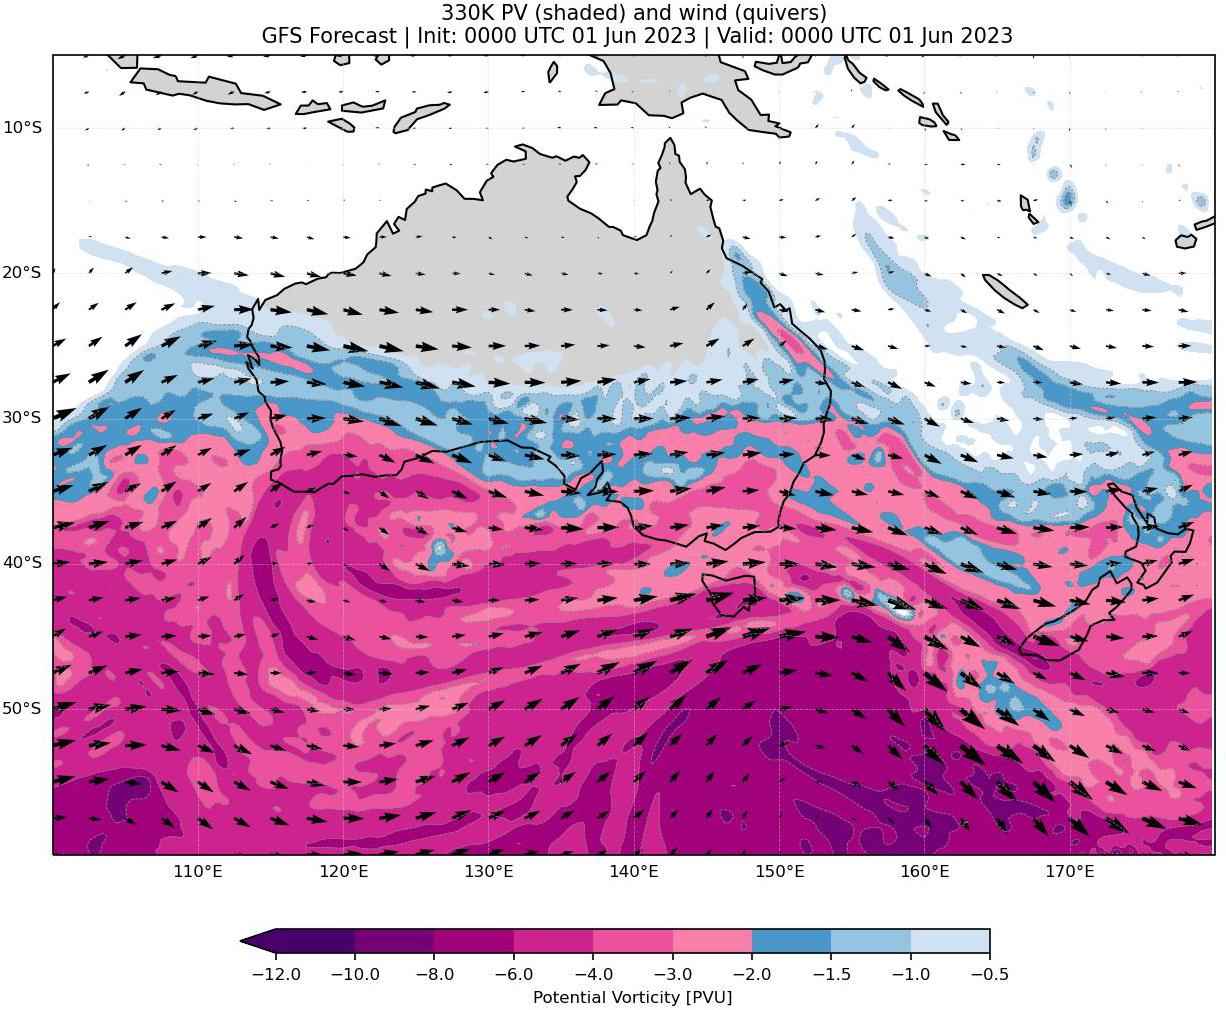 330K PV (shaded) and wind (quivers)
GFS Forecast | Init: 0000 UTC 01 Jun 2023 | Valid: 0000 UTC 01 Jun 2023
10°S
20°S
30°S
40°S
50°S
110°E 120°E 130°E 140°E 150°E 160°E 170°E
−12.0 −10.0 −8.0 −6.0 −4.0 −3.0 −2.0 −1.5 −1.0 −0.5
Potential Vorticity [PVU]